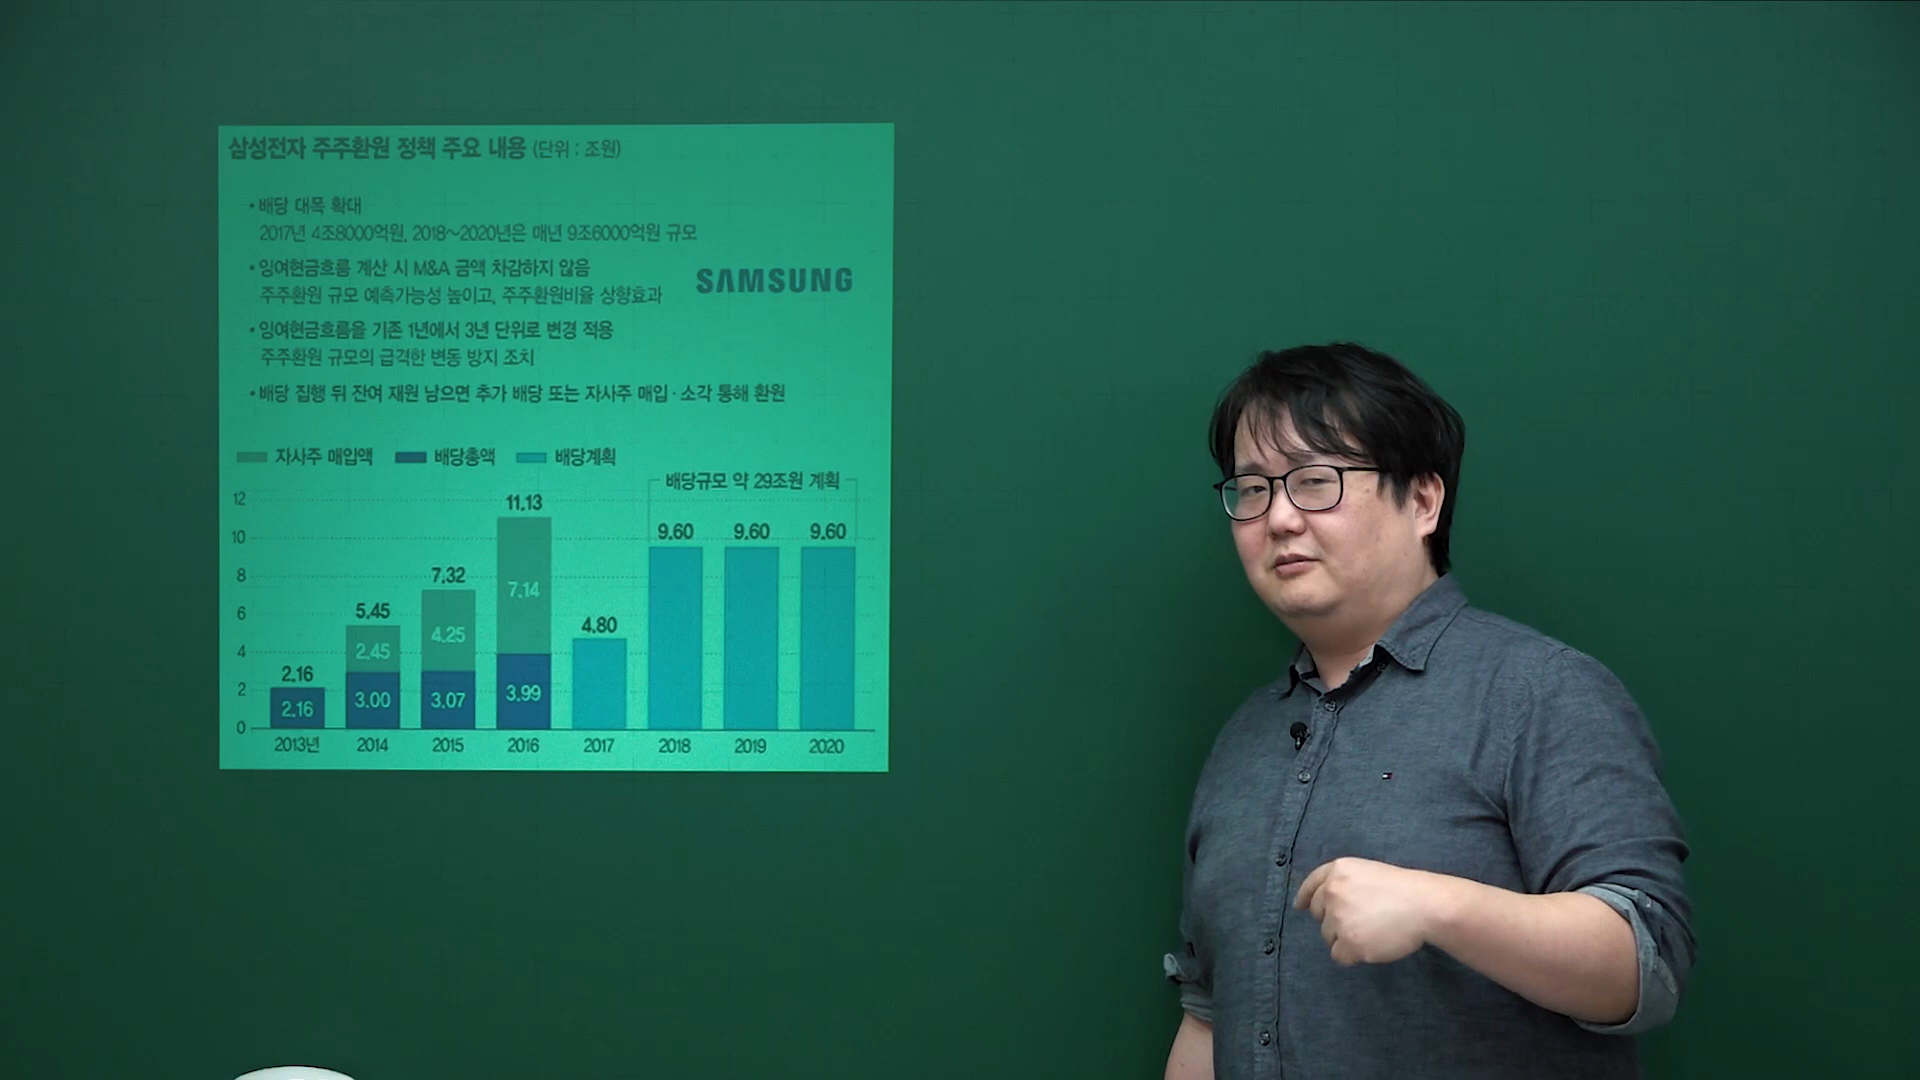 삼성전자 주주환원 정책 주요 내용 (단위 : 조원)
• 배당 대폭 확대
2017년 4조8000억원, 2018~2020년은 매년 9조6000억원 규모
• 잉여현금흐름 계산 시 M&A 금액 차감하지 않음
주주환원 규모 예측가능성 높이고, 주주환원비율 상향효과
SAMSUNG
• 잉여현금흐름을 기존 1년에서 3년 단위로 변경 적용
주주환원 규모의 급격한 변동 방지 조치
• 배당 집행 뒤 잔여 재원 남으면 추가 배당 또는 자사주 매입 · 소각 통해 환원
자사주 매입액 배당총액 배당계획
배당규모 약 29조원 계획
12
10
8
6
4
2
0
2.16
2.16
5.45
2.45
3.00
7.32
4.25
3.07
11.13
7.14
3.99
4.80
9.60
9.60
9.60
2013년 2014 2015 2016 2017 2018 2019 2020